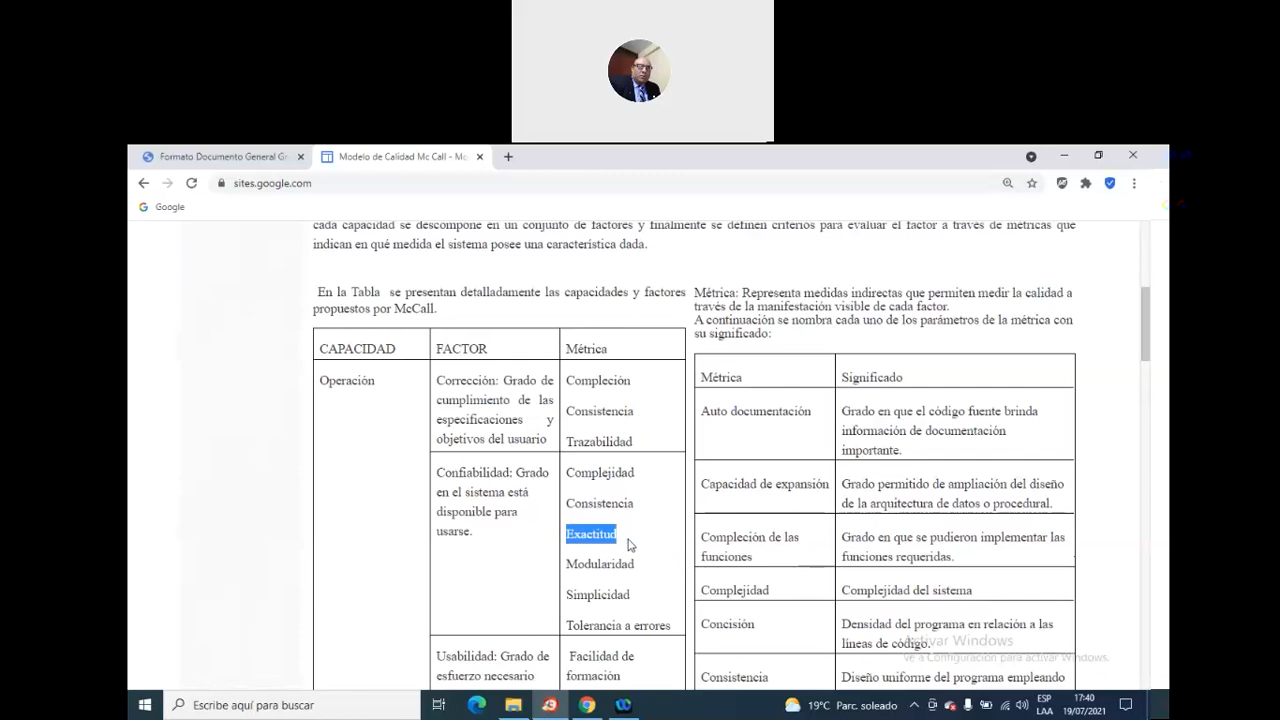 Formato Documento General Gr
Modelo de Calidad Mc Call - Mo
sites.google.com
Google
cada capacidad se descompone en un conjunto de factores y finalmente se definen criterios para evaluar el factor a través de métricas que
indican en qué medida el sistema posee una característica dada.
En la Tabla se presentan detalladamente las capacidades y factores
propuestos por McCall.
CAPACIDAD
FACTOR
Métrica
Operación
Corrección: Grado de
cumplimiento de las
especificaciones y
objetivos del usuario
Compleción
Consistencia
Trazabilidad
Confiabilidad: Grado
en el sistema está
disponible para
usarse.
Complejidad
Consistencia
Exactitud
Modularidad
Simplicidad
Tolerancia a errores
Usabilidad: Grado de
esfuerzo necesario
Facilidad de
formación
Métrica: Representa medidas indirectas que permiten medir la calidad a
través de la manifestación visible de cada factor.
A continuación se nombra cada uno de los parámetros de la métrica con
su significado:
Métrica
Significado
Auto documentación
Grado en que el código fuente brinda
información de documentación
importante.
Capacidad de expansión
Grado permitido de ampliación del diseño
de la arquitectura de datos o procedural.
Compleción de las
funciones
Grado en que se pudieron implementar las
funciones requeridas.
Complejidad
Complejidad del sistema
Concisión
Densidad del programa en relación a las
líneas de código.
Consistencia
Diseño uniforme del programa empleando
Activar Windows
Ve a Configuración para activar Windows.
Escribe aquí para buscar
19°C Parc. soleado
ESP
LAA
17:40
19/07/2021